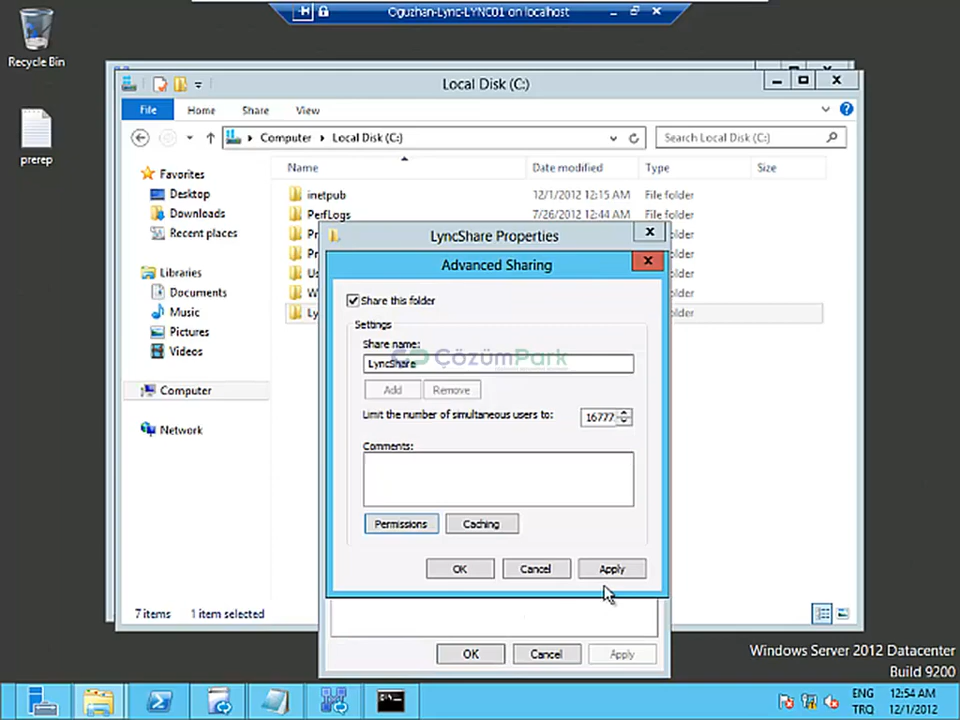 Oguzhan-Lync-LYNC01 on localhost
Recycle Bin
prerep
Local Disk (C:)
File Home Share View
Computer Local Disk (C:)
Search Local Disk (C:)
Name Date modified Type Size
Favorites
Desktop
Downloads
Recent places
Libraries
Documents
Music
Pictures
Videos
Computer
Network
inetpub 12/1/2012 12:15 AM File folder
PerfLogs 7/26/2012 12:44 AM File folder
LyncShare Properties
Advanced Sharing
Share this folder
Settings
Share name:
LyncShare
ÇözümPark
Add Remove
Limit the number of simultaneous users to: 16777
Comments:
Permissions Caching
OK Cancel Apply
OK Cancel Apply
7 items 1 item selected
Windows Server 2012 Datacenter
Build 9200
ENG 12:54 AM
TRQ 12/1/2012